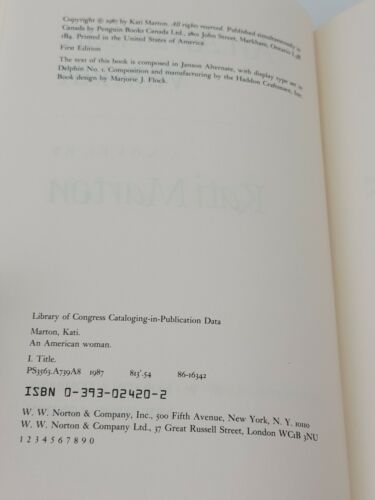 Copyright © 1987 by Kati Marton. All rights reserved. Published simultaneously in
Canada by Penguin Books Canada Ltd., 2801 John Street, Markham, Ontario L3R
1B4. Printed in the United States of America.
First Edition
The text of this book is composed in Janson Alternate, with display type set in
Delphin No. 1. Composition and manufacturing by the Haddon Craftsmen, Inc.
Book design by Marjorie J. Flock.
Kati Marton
Library of Congress Cataloging-in-Publication Data
Marton, Kati.
An American woman.
I. Title.
PS3563.A739A8 1987 813'.54 86-16342
ISBN 0-393-02420-2
W. W. Norton & Company, Inc., 500 Fifth Avenue, New York, N. Y. 10110
W. W. Norton & Company Ltd., 37 Great Russell Street, London WC1B 3NU
1 2 3 4 5 6 7 8 9 0